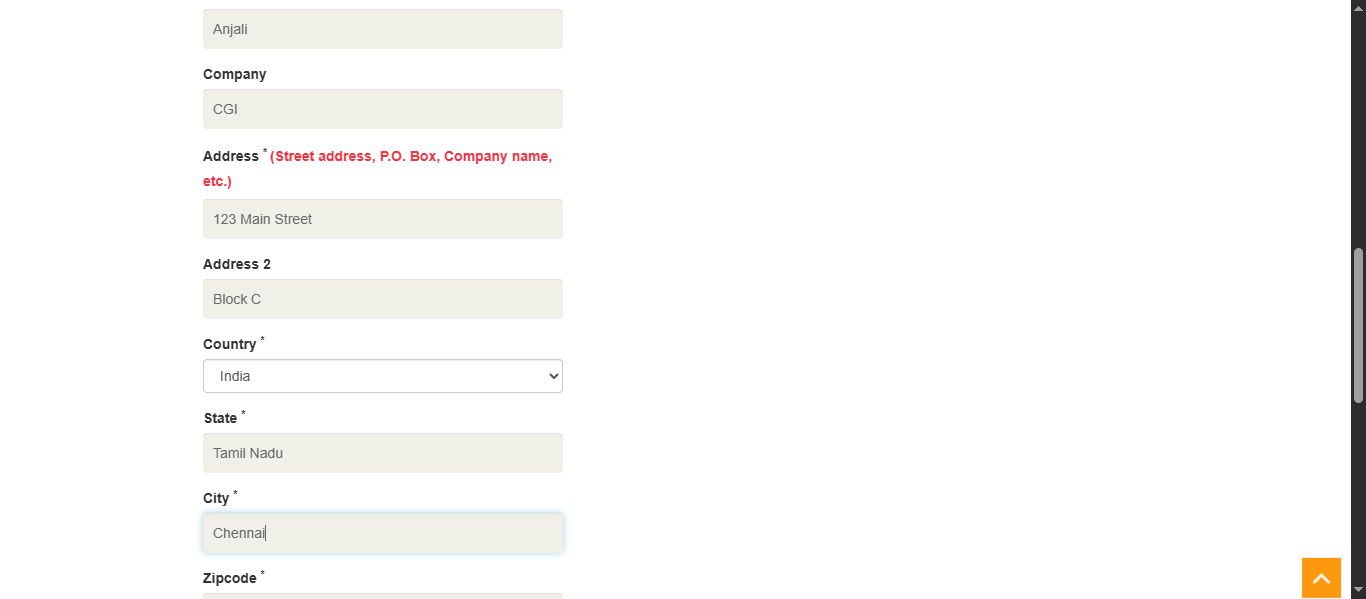 Anjali
Company
CGI
Address * (Street address, P.O. Box, Company name,
etc.)
123 Main Street
Address 2
Block C
Country *
India
State *
Tamil Nadu
City *
Chennai
Zipcode *